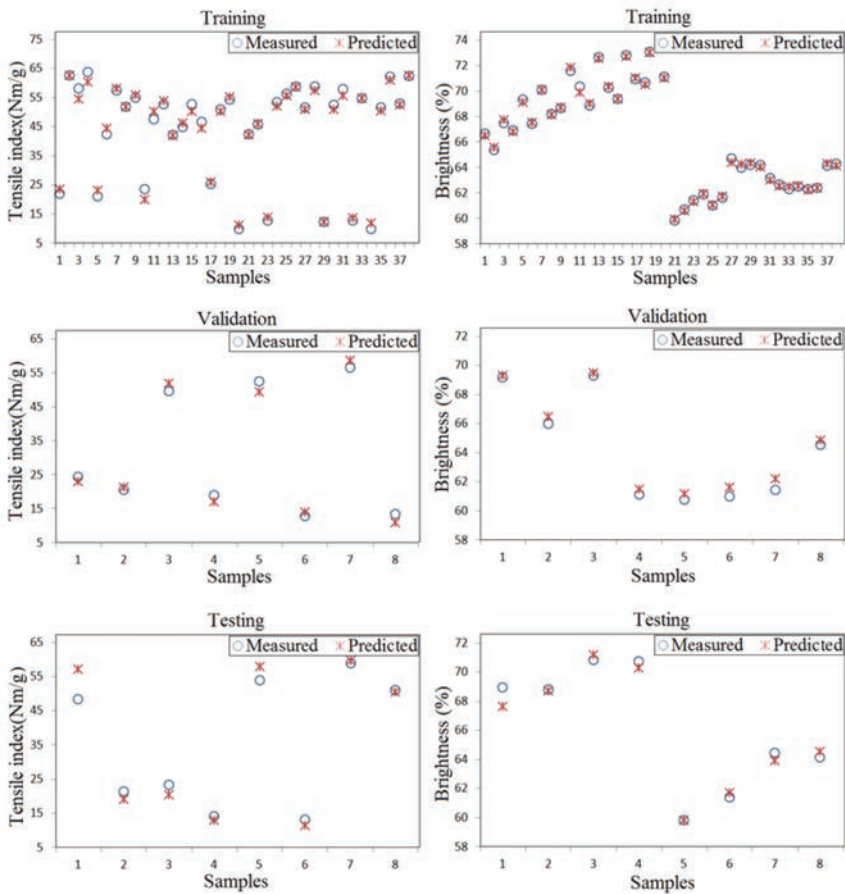 Training
Measured Predicted
Tensile index(Nm/g)
75
65
55
45
35
25
15
5
1 3 5 7 9 11 13 15 17 19 21 23 25 27 29 31 33 35 37
Samples
Training
Measured Predicted
Brightness (%)
74
72
70
68
66
64
62
60
58
1 3 5 7 9 11 13 15 17 19 21 23 25 27 29 31 33 35 37
Samples
Validation
Measured Predicted
Tensile index(Nm/g)
65
55
45
35
25
15
5
1 2 3 4 5 6 7 8
Samples
Measured Predicted
Brightness (%)
72
70
68
66
64
62
60
58
1 2 3 4 5 6 7 8
Samples
Testing
Measured Predicted
Tensile index(Nm/g)
65
55
45
35
25
15
5
1 2 3 4 5 6 7 8
Samples
Testing
Measured Predicted
Brightness (%)
72
70
68
66
64
62
60
58
1 2 3 4 5 6 7 8
Samples